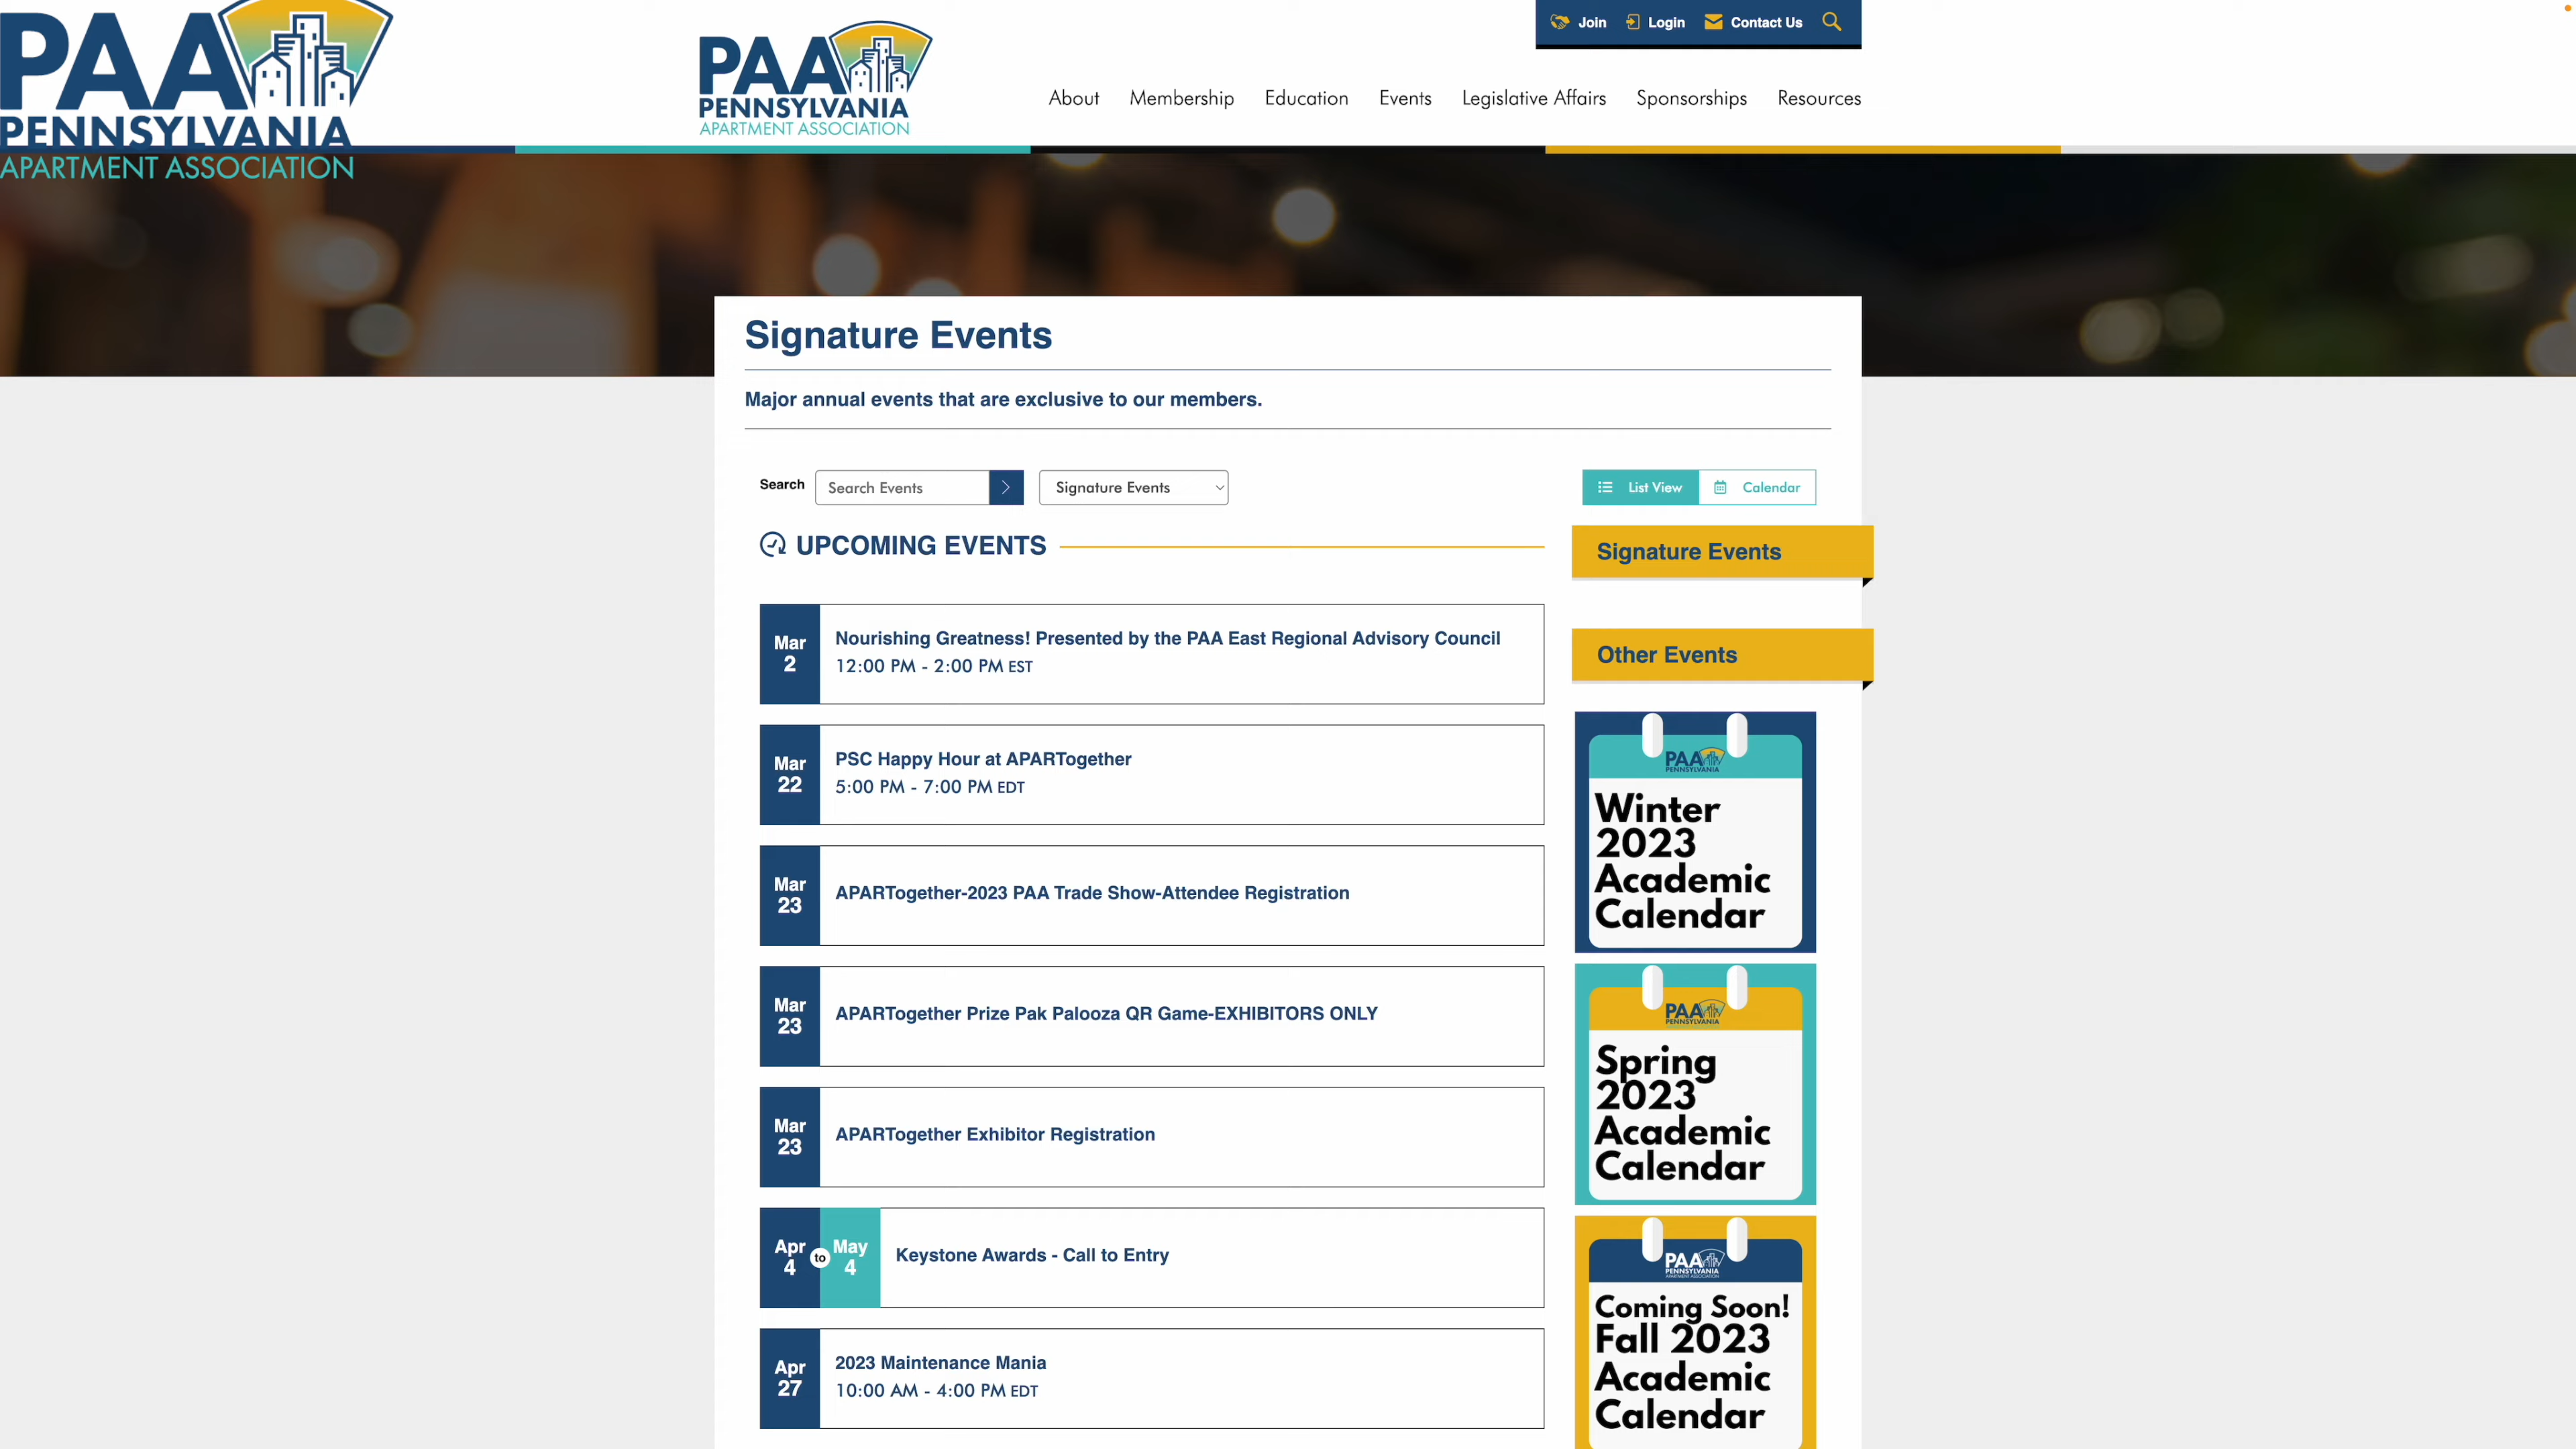 PAA
PENNSYLVANIA
APARTMENT ASSOCIATION
PAA
PENNSYLVANIA
APARTMENT ASSOCIATION
Join Login Contact Us
About Membership Education Events Legislative Affairs Sponsorships Resources
Signature Events
Major annual events that are exclusive to our members.
Search Search Events Signature Events List View Calendar
UPCOMING EVENTS
Mar
2
Nourishing Greatness! Presented by the PAA East Regional Advisory Council
12:00 PM - 2:00 PM EST
Mar
22
PSC Happy Hour at APARTogether
5:00 PM - 7:00 PM EDT
Mar
23
APARTogether-2023 PAA Trade Show-Attendee Registration
Mar
23
APARTogether Prize Pak Palooza QR Game-EXHIBITORS ONLY
Mar
23
APARTogether Exhibitor Registration
Apr
4
to
May
4
Keystone Awards - Call to Entry
Apr
27
2023 Maintenance Mania
10:00 AM - 4:00 PM EDT
Signature Events
Other Events
PAA
PENNSYLVANIA
Winter
2023
Academic
Calendar
PAA
PENNSYLVANIA
Spring
2023
Academic
Calendar
PAA
PENNSYLVANIA
APARTMENT ASSOCIATION
Coming Soon!
Fall 2023
Academic
Calendar